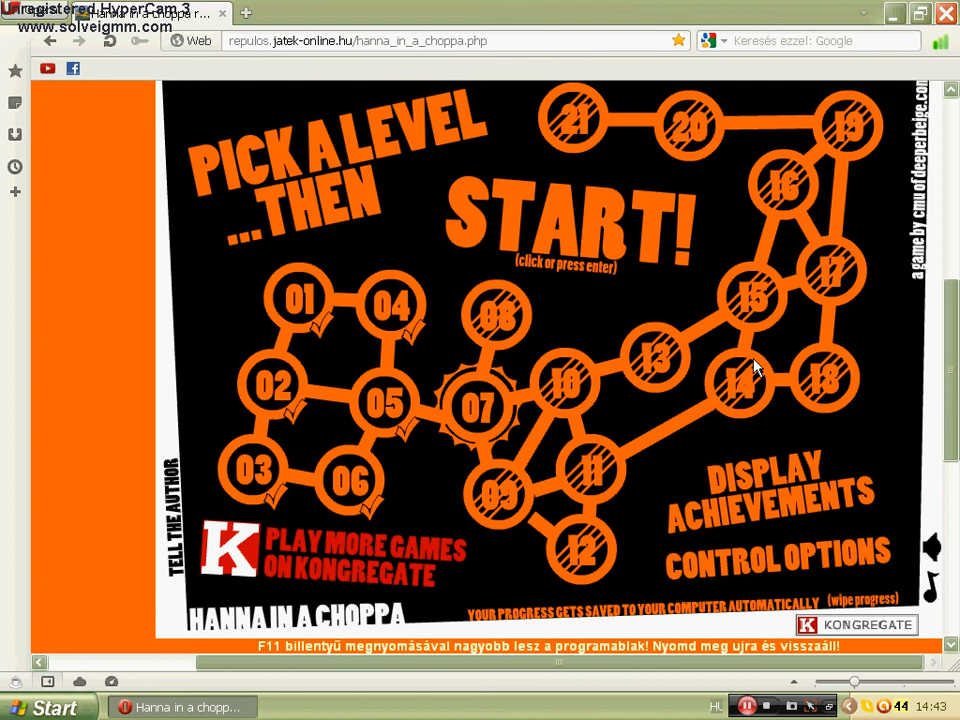 Unregistered HyperCam 3
www.solveigmm.com
Hanna in a choppa r...
Web
repulos.jatek-online.hu/hanna_in_a_choppa.php
Keresés ezzel: Google
PICK A LEVEL
...THEN
START!
(click or press enter)
21
20
19
16
17
15
01
04
08
13
02
05
07
10
14
18
03
06
09
11
12
DISPLAY
ACHIEVEMENTS
CONTROL OPTIONS
a game by cmu of deeperbeige.com
TELL THE AUTHOR
K
PLAY MORE GAMES
ON KONGREGATE
HANNA IN A CHOPPA
YOUR PROGRESS GETS SAVED TO YOUR COMPUTER AUTOMATICALLY (wipe progress)
K KONGREGATE
F11 billentyű megnyomásával nagyobb lesz a programablak! Nyomd meg ujra és visszaáll!
Start
Hanna in a chopp...
HU
44
14:43